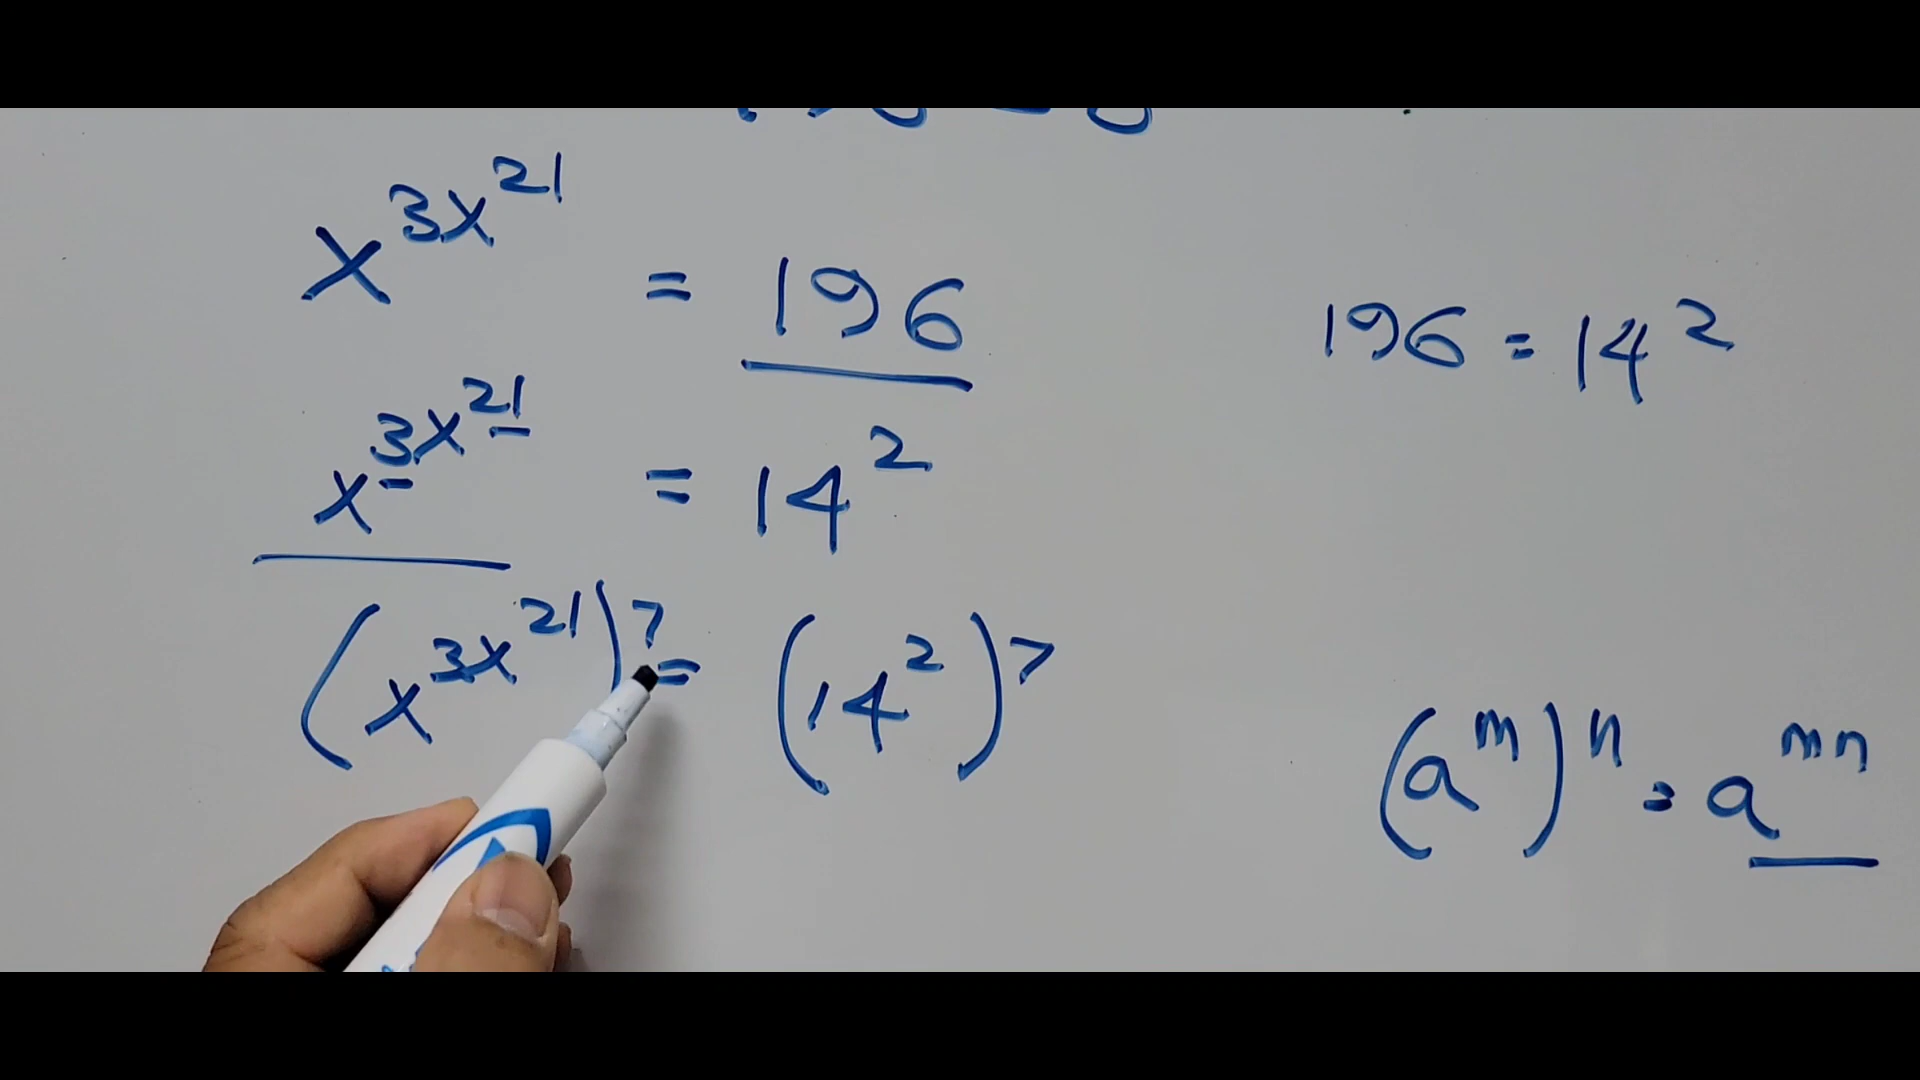 x^{3x^{21}} = 196
196 = 14^2
x^{3x^{21}} = 14^2
(x^{3x^{21}})^7 = (14^2)^7
(a^m)^n = a^{mn}